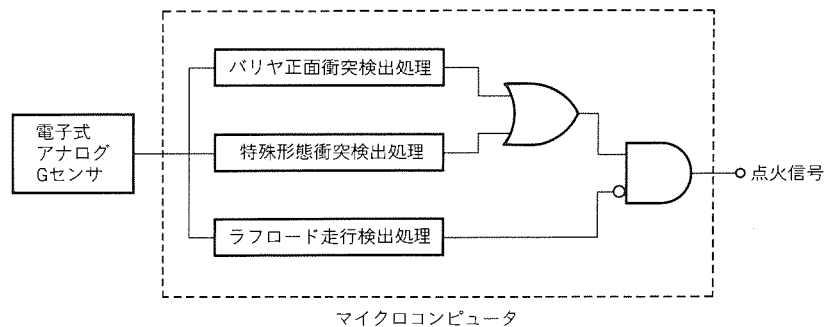 電子式
アナログ
Gセンサ
バリヤ正面衝突検出処理
特殊形態衝突検出処理
ラフロード走行検出処理
点火信号
マイクロコンピュータ